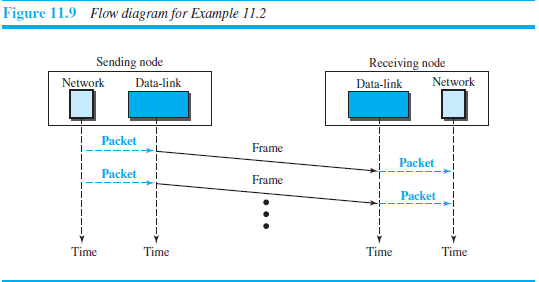 Figure 11.9 Flow diagram for Example 11.2
Sending node
Receiving node
Network
Data-link
Data-link
Network
Packet
Frame
Packet
Packet
Frame
Packet
Time
Time
Time
Time